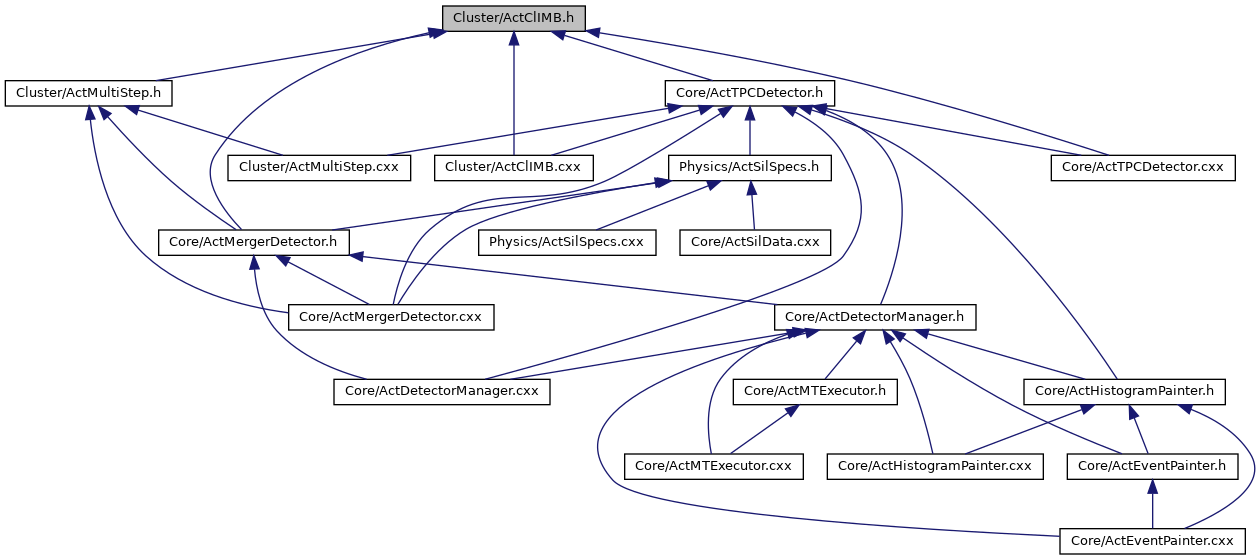 Cluster/ActClIMB.h
Cluster/ActMultiStep.h
Core/ActTPCDetector.h
Cluster/ActMultiStep.cxx
Cluster/ActClIMB.cxx
Physics/ActSilSpecs.h
Core/ActTPCDetector.cxx
Core/ActMergerDetector.h
Physics/ActSilSpecs.cxx
Core/ActSilData.cxx
Core/ActMergerDetector.cxx
Core/ActDetectorManager.h
Core/ActDetectorManager.cxx
Core/ActMTExecutor.h
Core/ActHistogramPainter.h
Core/ActMTExecutor.cxx
Core/ActHistogramPainter.cxx
Core/ActEventPainter.h
Core/ActEventPainter.cxx